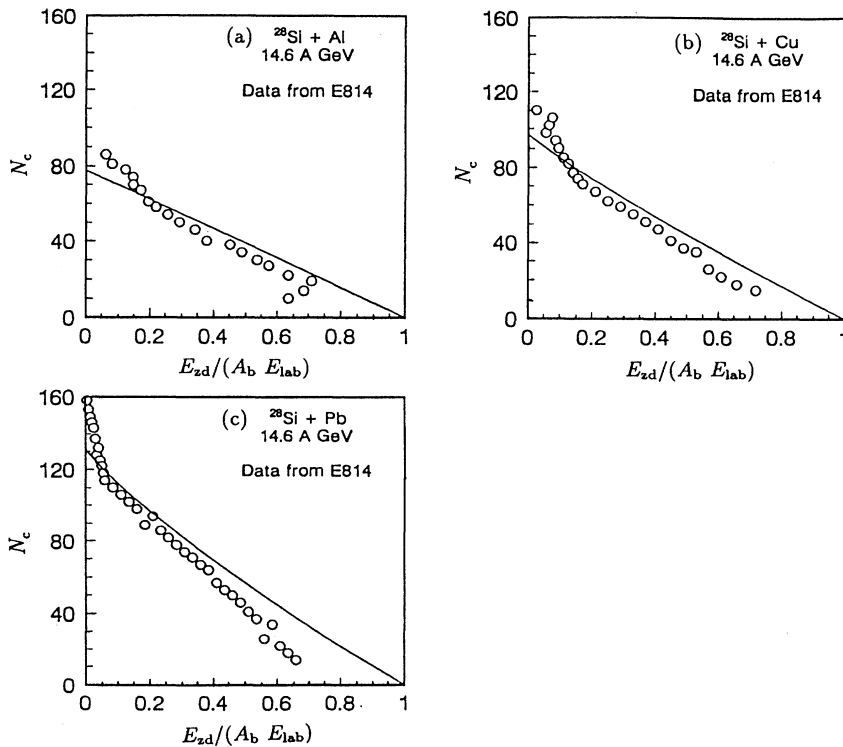 160
120
80
40
0
N_c
(a) ²⁸Si + Al
14.6 A GeV
Data from E814
0 0.2 0.4 0.6 0.8 1
E_zd/(A_b E_lab)
160
120
80
40
0
N_c
(b) ²⁸Si + Cu
14.6 A GeV
Data from E814
0 0.2 0.4 0.6 0.8 1
E_zd/(A_b E_lab)
160
120
80
40
0
N_c
(c) ²⁸Si + Pb
14.6 A GeV
Data from E814
0 0.2 0.4 0.6 0.8 1
E_zd/(A_b E_lab)